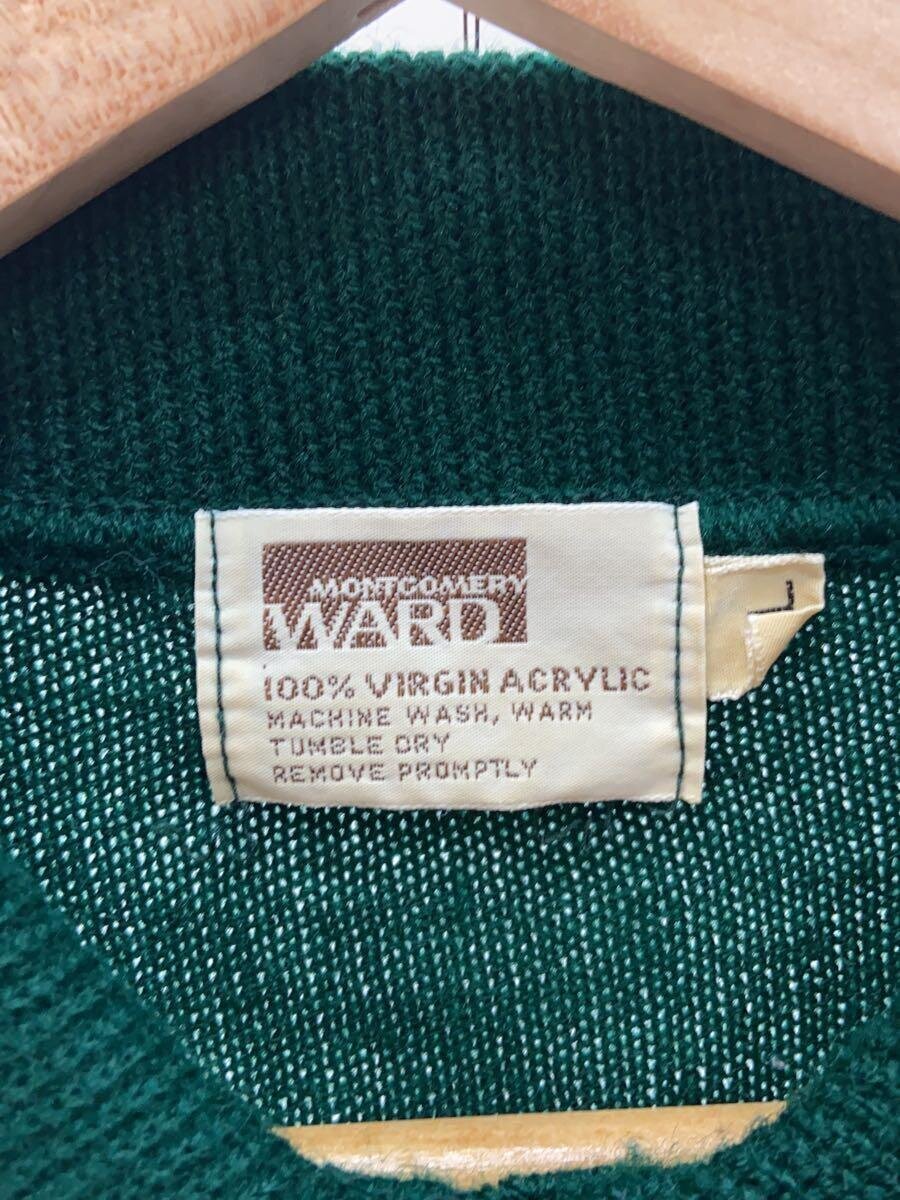 MONTGOMERY
WARD
100% VIRGIN ACRYLIC
MACHINE WASH, WARM
TUMBLE DRY
REMOVE PROMPTLY
L